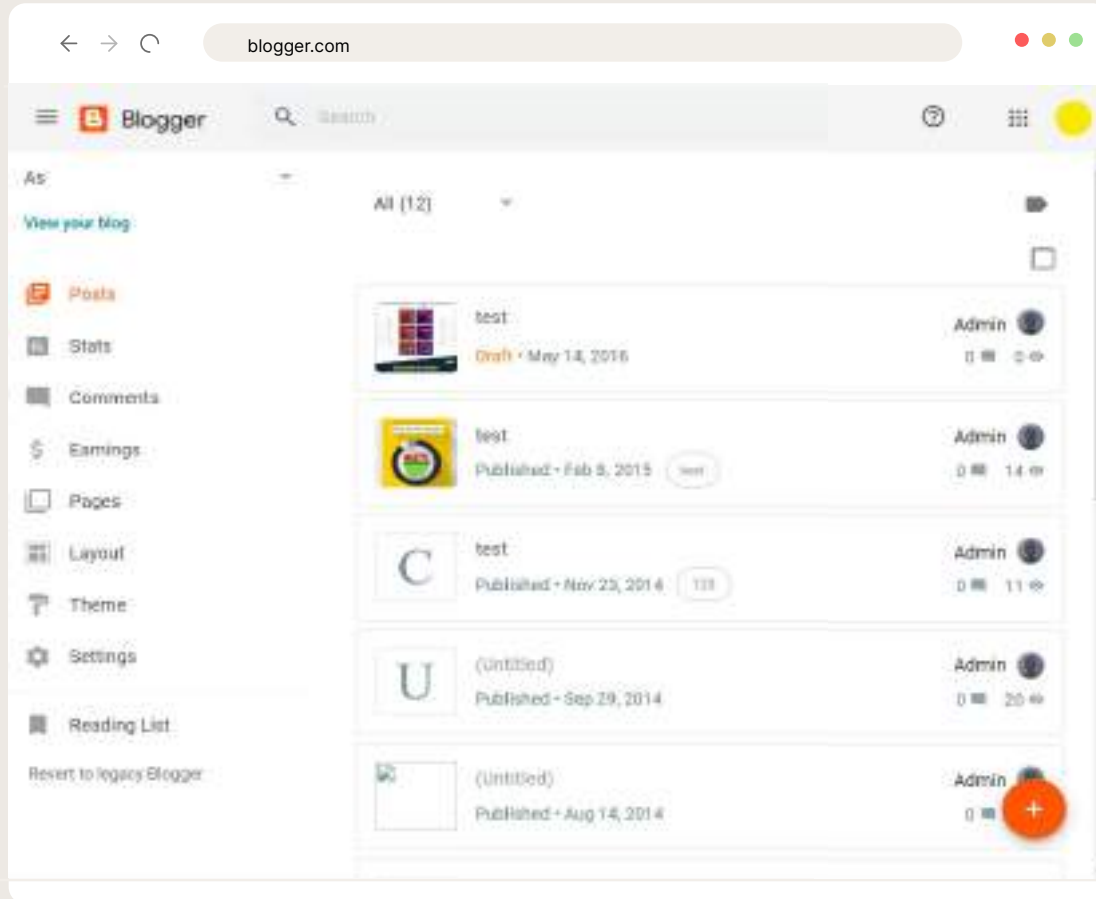 blogger.com
Blogger
Search
As
View your blog
All (12)
Posts
Stats
Comments
Earnings
Pages
Layout
Theme
Settings
Reading List
Revert to legacy Blogger
test
Draft • May 14, 2016
Admin
0 0
test
Published • Feb 8, 2015
Admin
0 14
C
test
Published • Nov 23, 2014
Admin
0 11
U
(Untitled)
Published • Sep 29, 2014
Admin
0 20
(Untitled)
Published • Aug 14, 2014
Admin
0